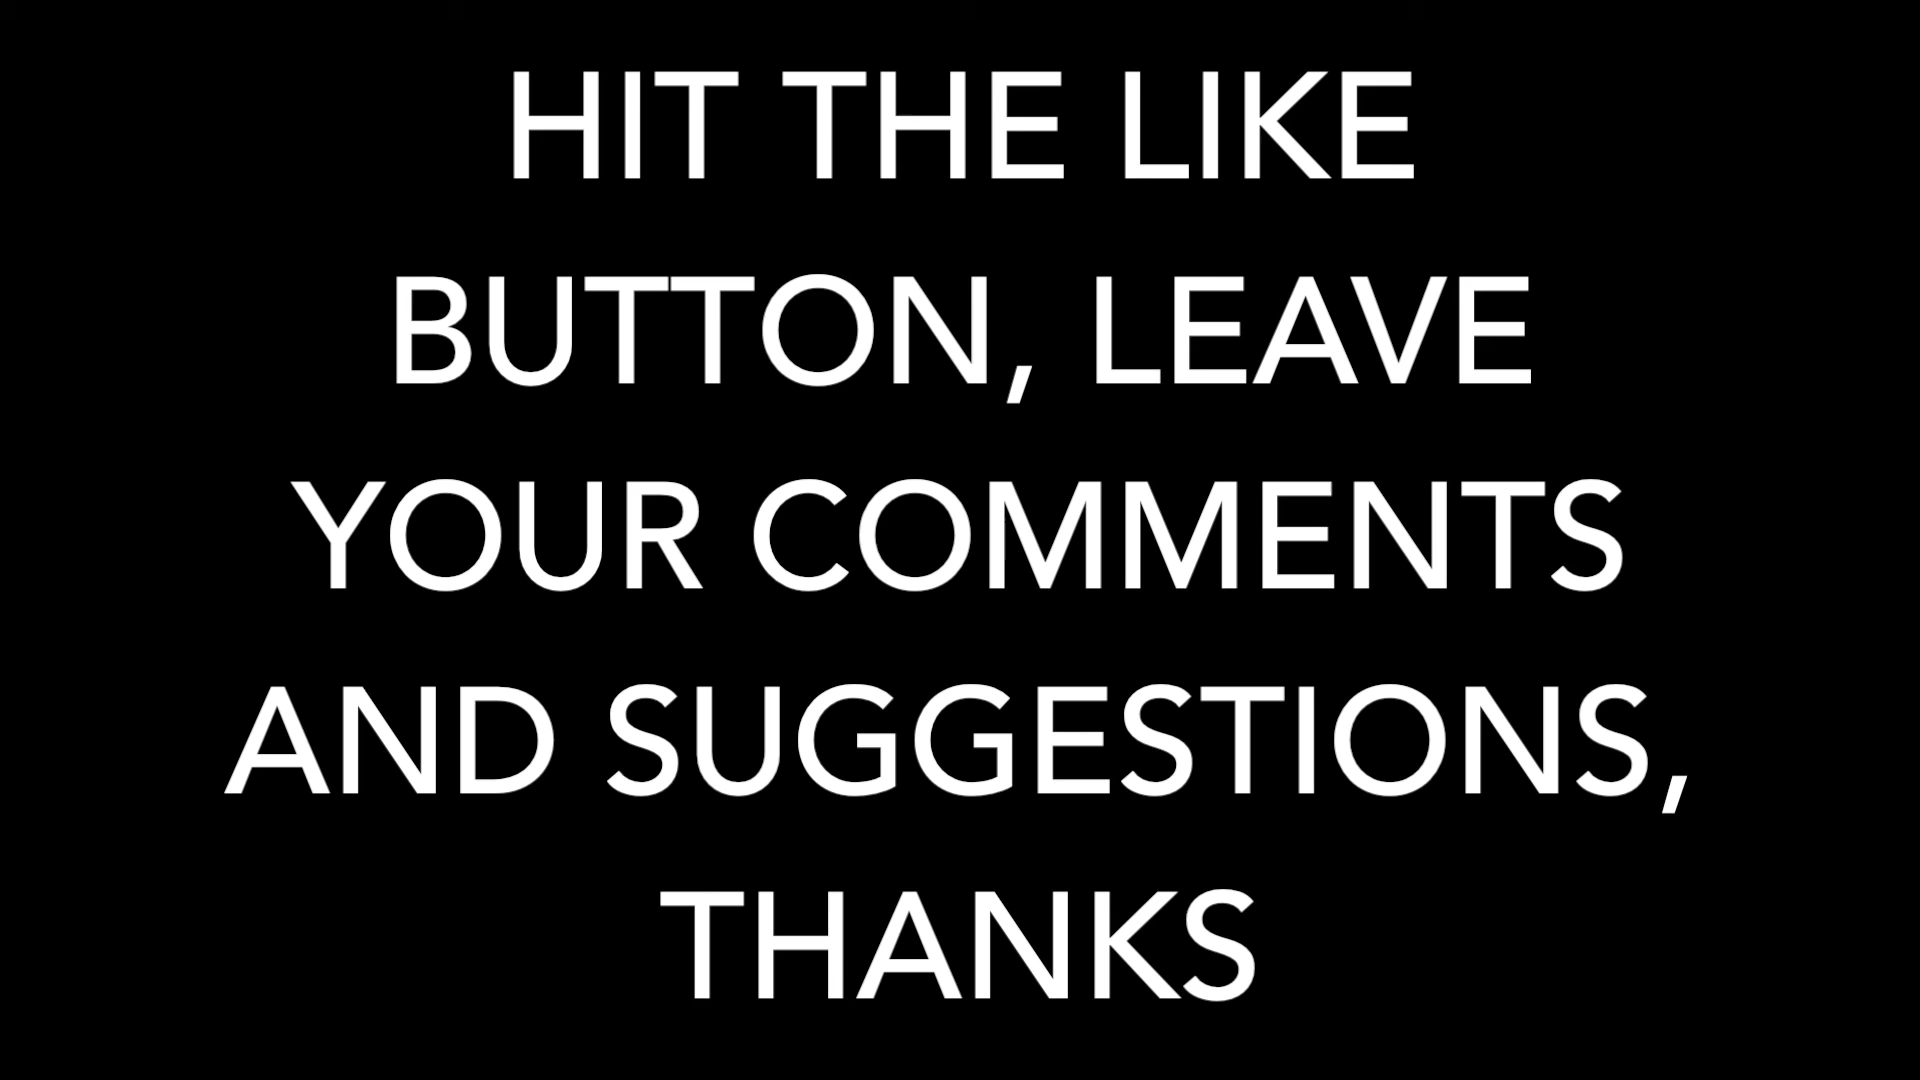 HIT THE LIKE
BUTTON, LEAVE
YOUR COMMENTS
AND SUGGESTIONS,
THANKS